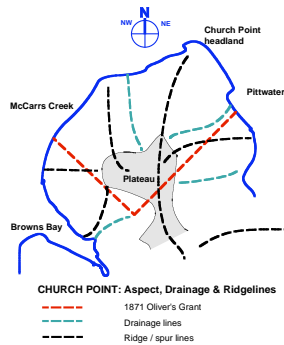 N
NW
NE
Church Point
headland
McCarrs Creek
Pittwater
Plateau
Browns Bay
CHURCH POINT: Aspect, Drainage & Ridgelines
1871 Oliver's Grant
Drainage lines
Ridge / spur lines